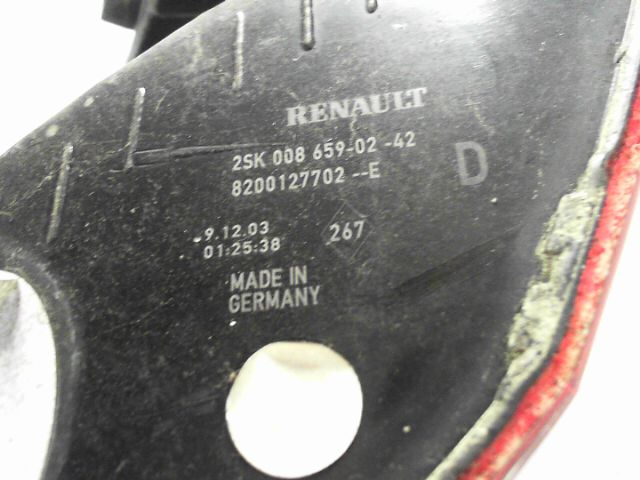 RENAULT
2SK 008 659-02-42
8200127702--E
D
9.12.03
01:25:38
267
MADE IN
GERMANY